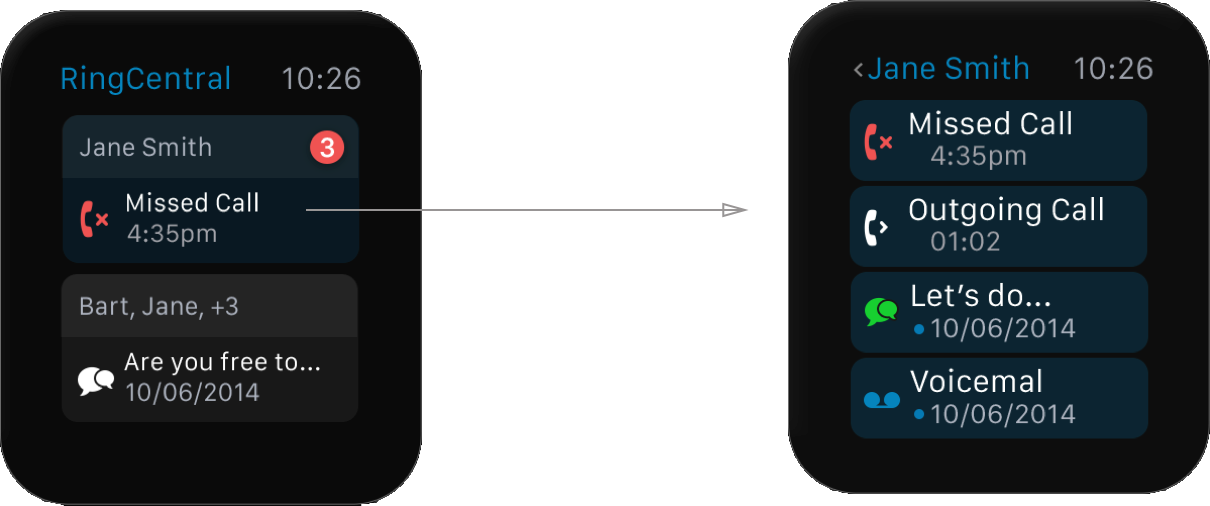 RingCentral 10:26
Jane Smith 3
Missed Call
4:35pm
Bart, Jane, +3
Are you free to...
10/06/2014
<Jane Smith 10:26
Missed Call
4:35pm
Outgoing Call
01:02
Let’s do...
10/06/2014
Voicemal
10/06/2014